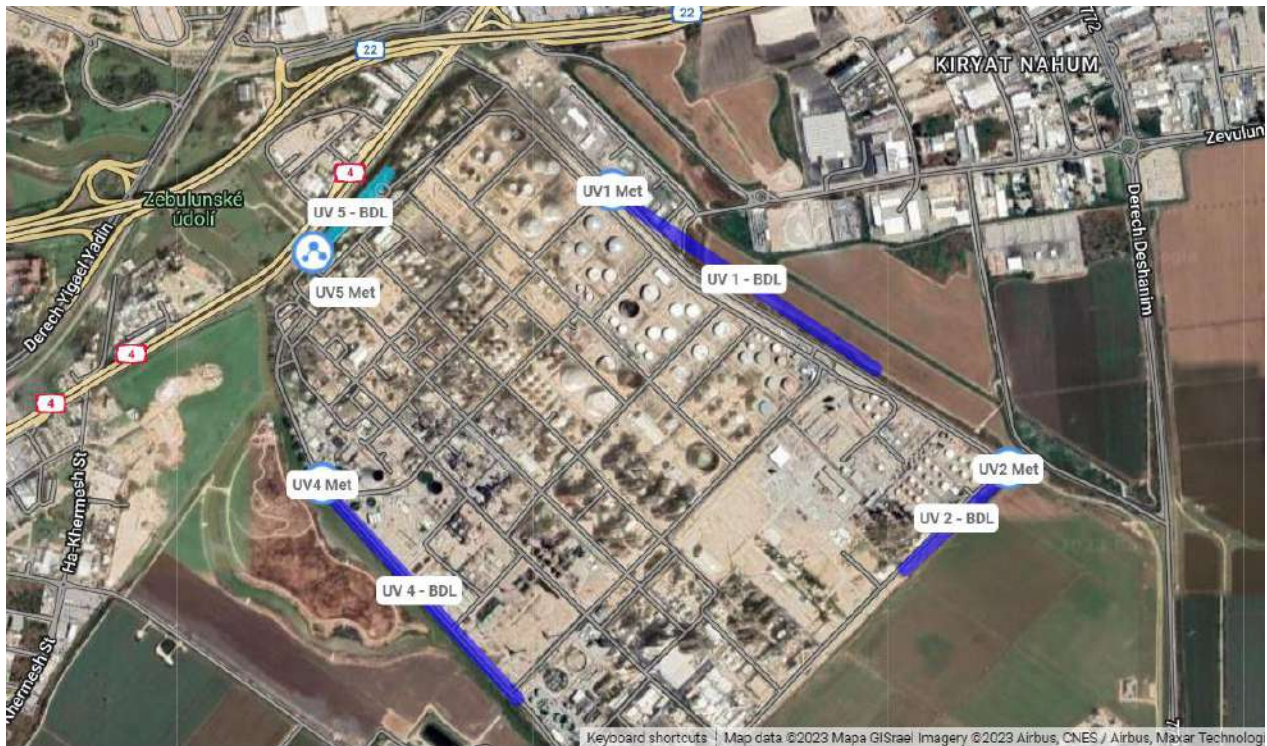 22
22
772
KIRYAT NAHUM
Zevulun
4
UV1 Met
Zebulunské
údolí
UV 5 - BDL
Derech Yigael Yadin
Derech Deshanim
UV5 Met
UV 1 - BDL
4
4
UV4 Met
UV2 Met
UV 2 - BDL
Ha-Khermesh St
UV 4 - BDL
Khermesh St
7
Keyboard shortcuts
Map data ©2023 Mapa GISrael Imagery ©2023 Airbus, CNES / Airbus, Maxar Technologi